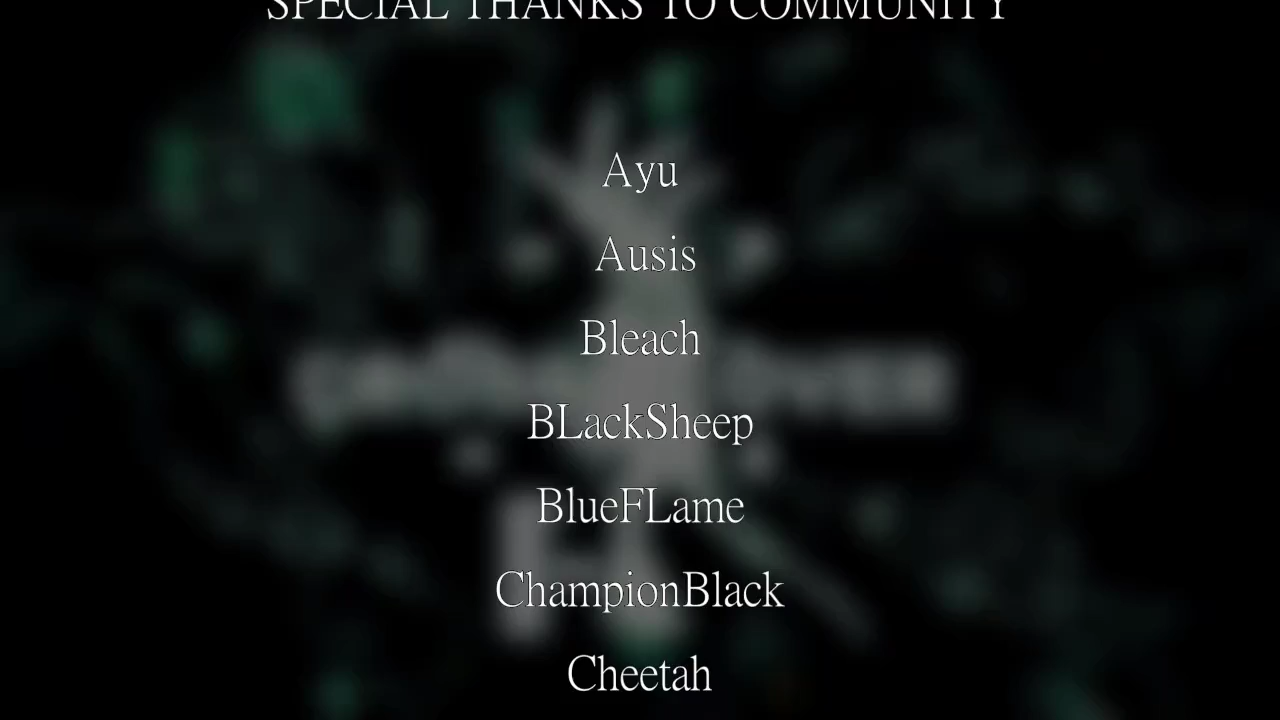 SPECIAL THANKS TO COMMUNITY
Ayu
Ausis
Bleach
BLackSheep
BlueFLame
ChampionBlack
Cheetah